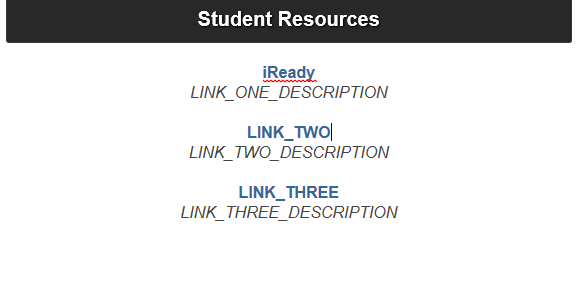 Student Resources
iReady
LINK_ONE_DESCRIPTION
LINK_TWO
LINK_TWO_DESCRIPTION
LINK_THREE
LINK_THREE_DESCRIPTION